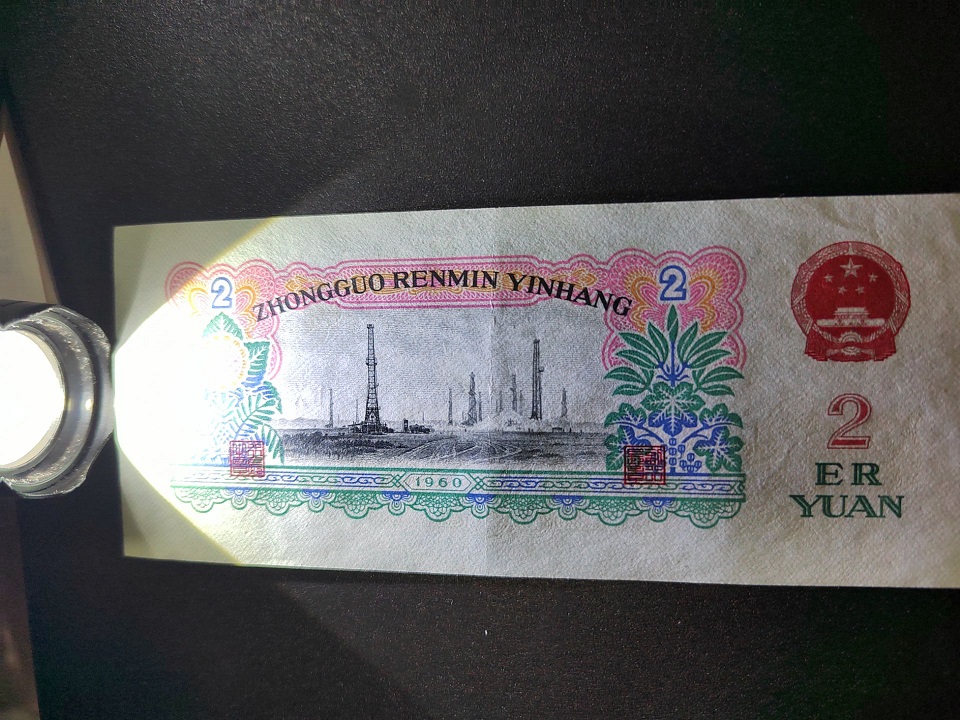 2
2
ZHONGGUO RENMIN YINHANG
1960
2
ER
YUAN